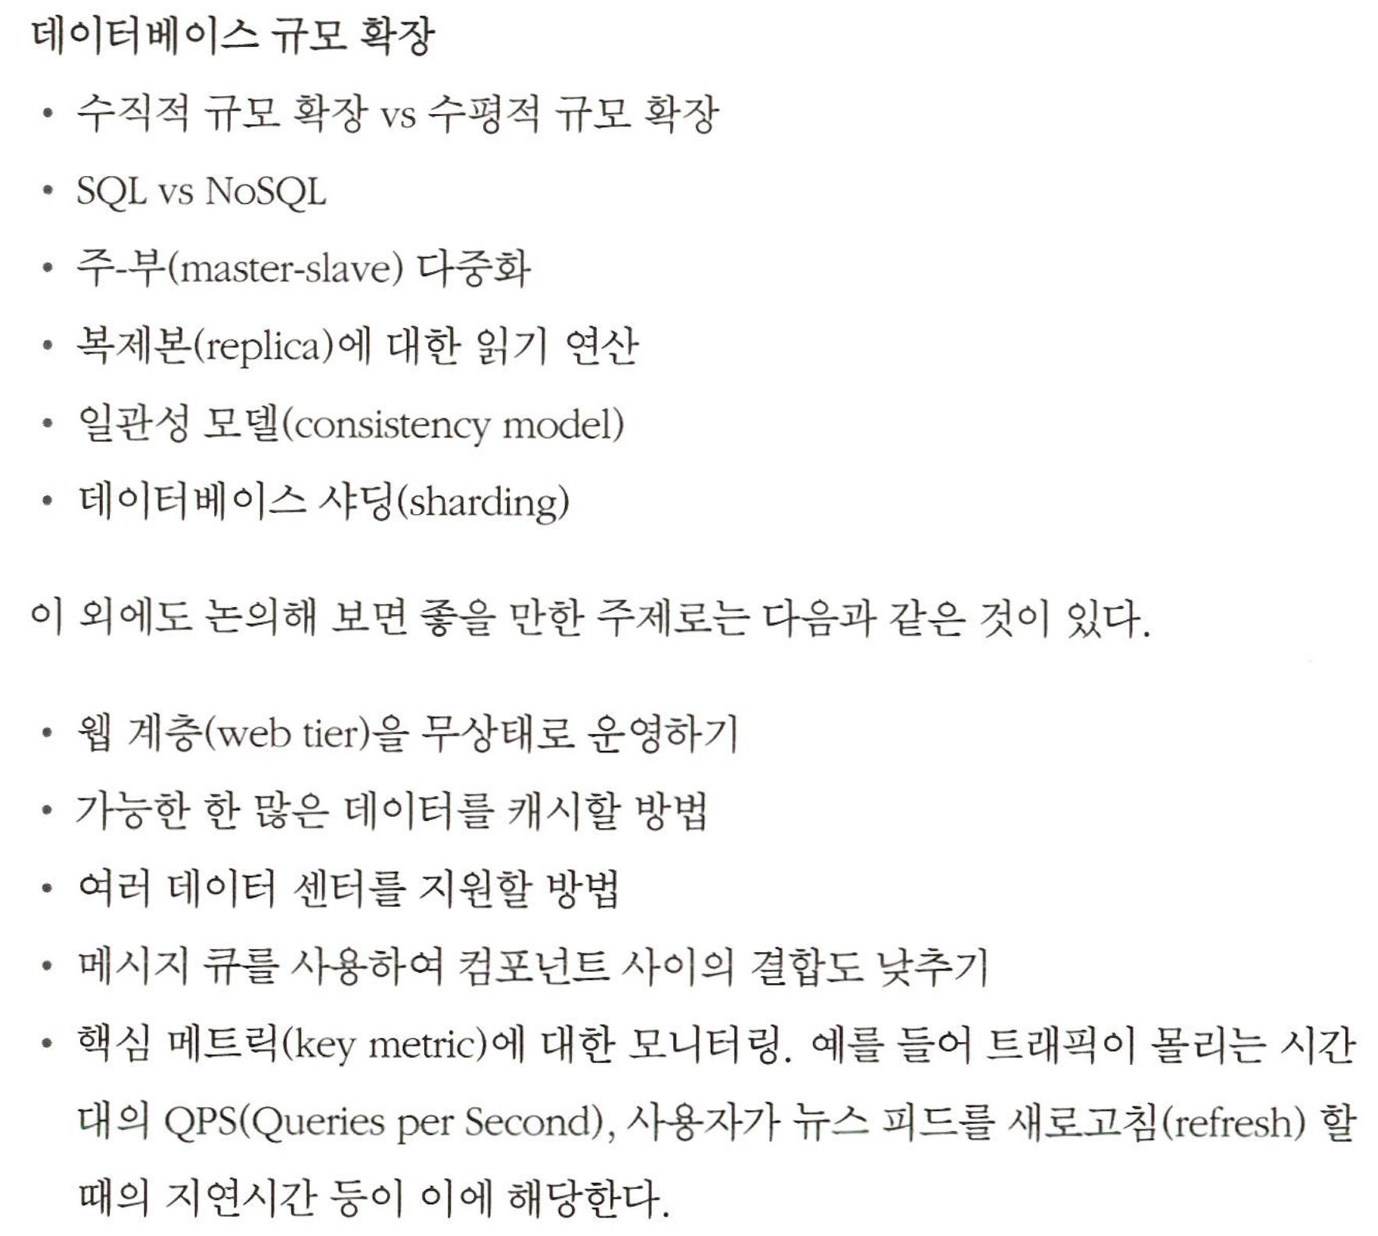 데이터베이스 규모 확장
• 수직적 규모 확장 vs 수평적 규모 확장
• SQL vs NoSQL
• 주-부(master-slave) 다중화
• 복제본(replica)에 대한 읽기 연산
• 일관성 모델(consistency model)
• 데이터베이스 샤딩(sharding)
이 외에도 논의해 보면 좋을 만한 주제로는 다음과 같은 것이 있다.
• 웹 계층(web tier)을 무상태로 운영하기
• 가능한 한 많은 데이터를 캐시할 방법
• 여러 데이터 센터를 지원할 방법
• 메시지 큐를 사용하여 컴포넌트 사이의 결합도 낮추기
• 핵심 메트릭(key metric)에 대한 모니터링. 예를 들어 트래픽이 몰리는 시간
대의 QPS(Queries per Second), 사용자가 뉴스 피드를 새로고침(refresh) 할
때의 지연시간 등이 이에 해당한다.